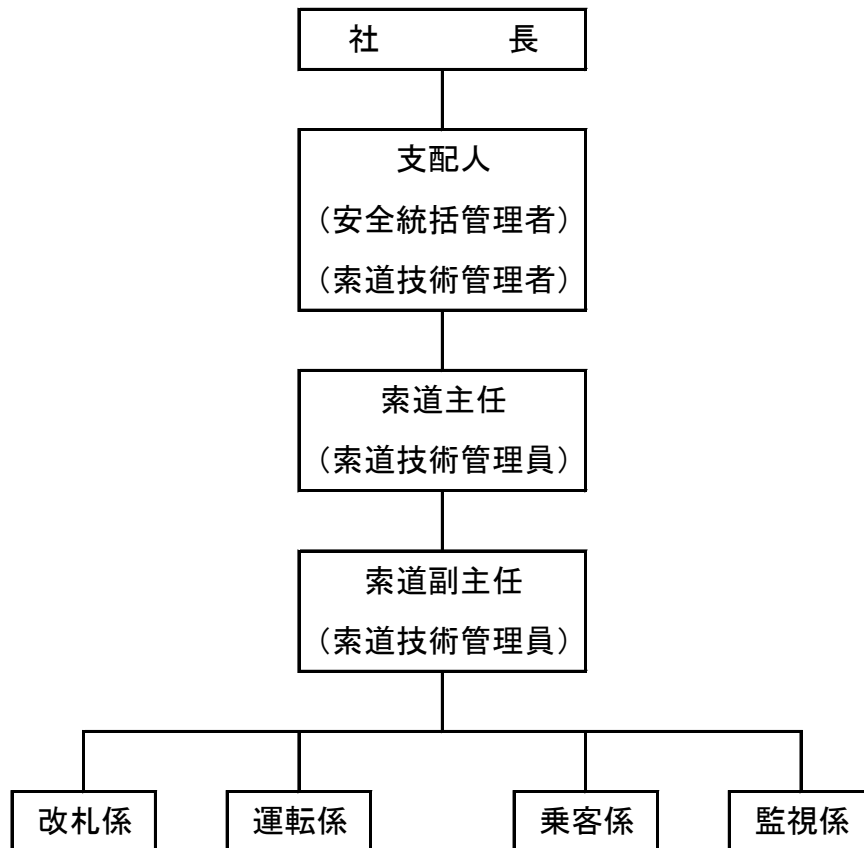 社　　　長
支配人
（安全統括管理者）
（索道技術管理者）
索道主任
（索道技術管理員）
索道副主任
（索道技術管理員）
改札係
運転係
乗客係
監視係